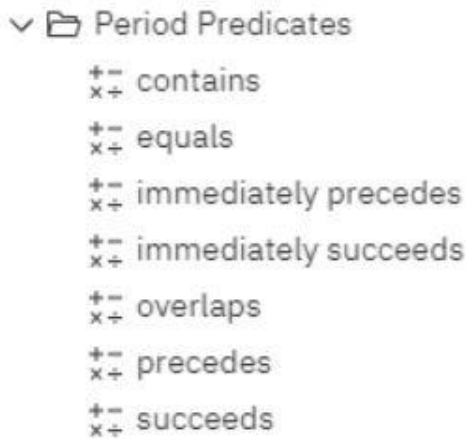 Period Predicates
contains
equals
immediately precedes
immediately succeeds
overlaps
precedes
succeeds